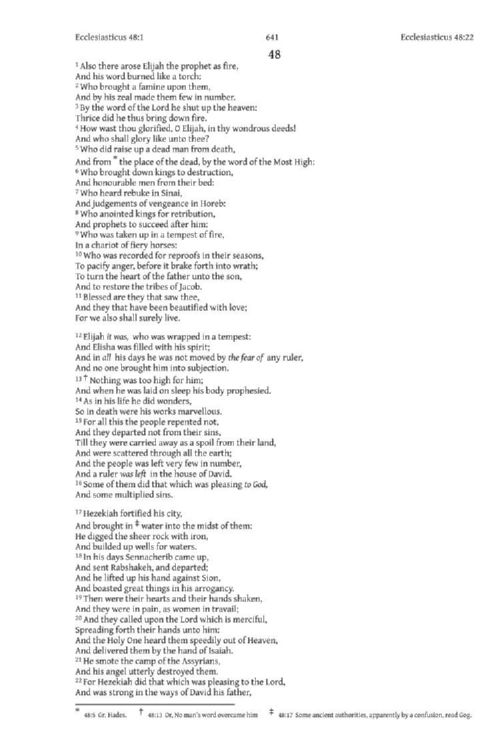 Ecclesiasticus 48:1 641 Ecclesiasticus 48:22
48
1 Also there arose Elijah the prophet as fire,
And his word burned like a torch:
2 Who brought a famine upon them,
And by his zeal made them few in number.
3 By the word of the Lord he shut up the heaven:
Thrice did he thus bring down fire.
4 How wast thou glorified, O Elijah, in thy wondrous deeds!
And who shall glory like unto thee?
5 Who did raise up a dead man from death,
And from * the place of the dead, by the word of the Most High:
6 Who brought down kings to destruction,
And honourable men from their bed:
7 Who heard rebuke in Sinai,
And judgements of vengeance in Horeb:
8 Who anointed kings for retribution,
And prophets to succeed after him:
9 Who was taken up in a tempest of fire,
In a chariot of fiery horses:
10 Who was recorded for reproofs in their seasons,
To pacify anger, before it brake forth into wrath;
To turn the heart of the father unto the son,
And to restore the tribes of Jacob.
11 Blessed are they that saw thee,
And they that have been beautified with love;
For we also shall surely live.
12 Elijah it was, who was wrapped in a tempest:
And Elisha was filled with his spirit;
And in all his days he was not moved by the fear of any ruler,
And no one brought him into subjection.
13 † Nothing was too high for him;
And when he was laid on sleep his body prophesied.
14 As in his life he did wonders,
So in death were his works marvellous.
15 For all this the people repented not,
And they departed not from their sins,
Till they were carried away as a spoil from their land,
And were scattered through all the earth;
And the people was left very few in number,
And a ruler was left in the house of David.
16 Some of them did that which was pleasing to God,
And some multiplied sins.
17 Hezekiah fortified his city,
And brought in ‡ water into the midst of them:
He digged the sheer rock with iron,
And builded up wells for waters.
18 In his days Sennacherib came up,
And sent Rabshakeh, and departed;
And he lifted up his hand against Sion,
And boasted great things in his arrogancy.
19 Then were their hearts and their hands shaken,
And they were in pain, as women in travail;
20 And they called upon the Lord which is merciful,
Spreading forth their hands unto him:
And the Holy One heard them speedily out of Heaven,
And delivered them by the hand of Isaiah.
21 He smote the camp of the Assyrians,
And his angel utterly destroyed them.
22 For Hezekiah did that which was pleasing to the Lord,
And was strong in the ways of David his father,
* 48:5 Gr. Hades. † 48:13 Or, No man's word overcame him ‡ 48:17 Some ancient authorities, apparently by a confusion, read Gog.